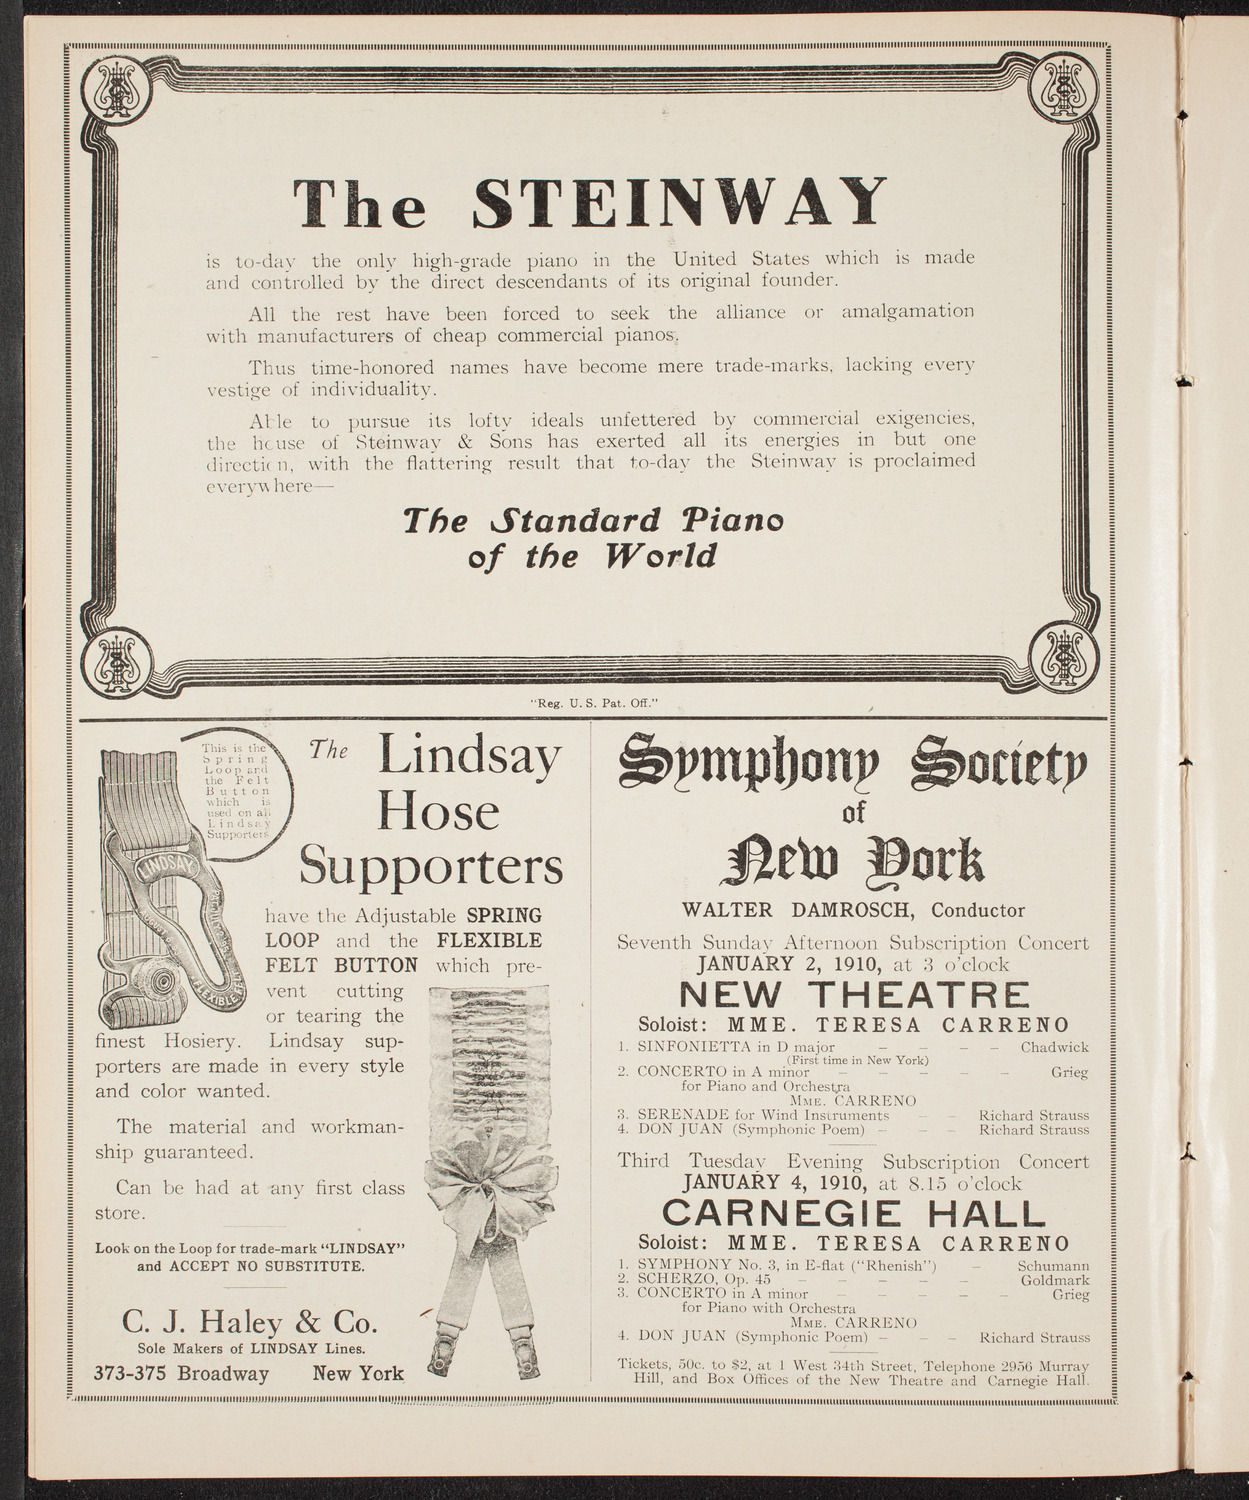 The STEINWAY
is to-day the only high-grade piano in the United States which is made
and controlled by the direct descendants of its original founder.
All the rest have been forced to seek the alliance or amalgamation
with manufacturers of cheap commercial pianos.
Thus time-honored names have become mere trade-marks, lacking every
vestige of individuality.
Able to pursue its lofty ideals unfettered by commercial exigencies,
the house of Steinway & Sons has exerted all its energies in but one
direction, with the flattering result that to-day the Steinway is proclaimed
everywhere—
The Standard Piano
of the World
"Reg. U. S. Pat. Off."
This is the
Spring
Loop and
the Felt
Button
which is
used on all
Lindsay
Supporters
LINDSAY
FLEXIBLE
The Lindsay
Hose
Supporters
have the Adjustable SPRING
LOOP and the FLEXIBLE
FELT BUTTON which pre-
vent cutting
or tearing the
finest Hosiery. Lindsay sup-
porters are made in every style
and color wanted.
The material and workman-
ship guaranteed.
Can be had at any first class
store.
Look on the Loop for trade-mark "LINDSAY"
and ACCEPT NO SUBSTITUTE.
C. J. Haley & Co.
Sole Makers of LINDSAY Lines.
373-375 Broadway New York
Symphony Society
of
New York
WALTER DAMROSCH, Conductor
Seventh Sunday Afternoon Subscription Concert
JANUARY 2, 1910, at 3 o'clock
NEW THEATRE
Soloist: MME. TERESA CARRENO
1. SINFONIETTA in D major – – – – Chadwick
(First time in New York)
2. CONCERTO in A minor – – – – – Grieg
for Piano and Orchestra
MME. CARRENO
3. SERENADE for Wind Instruments – – Richard Strauss
4. DON JUAN (Symphonic Poem) – – – Richard Strauss
Third Tuesday Evening Subscription Concert
JANUARY 4, 1910, at 8.15 o'clock
CARNEGIE HALL
Soloist: MME. TERESA CARRENO
1. SYMPHONY No. 3, in E-flat ("Rhenish") – Schumann
2. SCHERZO, Op. 45 – – – – – Goldmark
3. CONCERTO in A minor – – – – – Grieg
for Piano with Orchestra
MME. CARRENO
4. DON JUAN (Symphonic Poem) – – – Richard Strauss
Tickets, 50c. to $2, at 1 West 34th Street, Telephone 2956 Murray
Hill, and Box Offices of the New Theatre and Carnegie Hall.